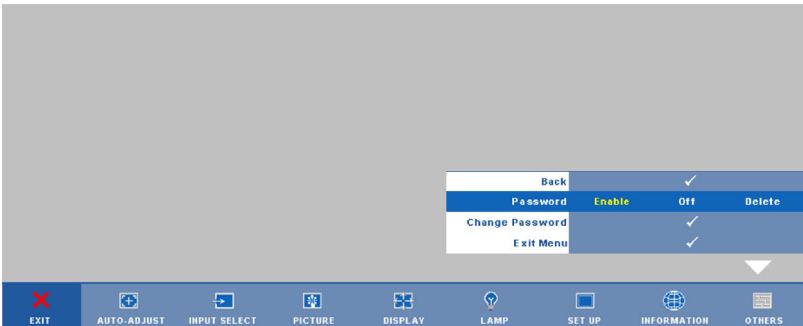 Back
Password Enable Off Delete
Change Password
Exit Menu
EXIT AUTO-ADJUST INPUT SELECT PICTURE DISPLAY LAMP SET UP INFORMATION OTHERS